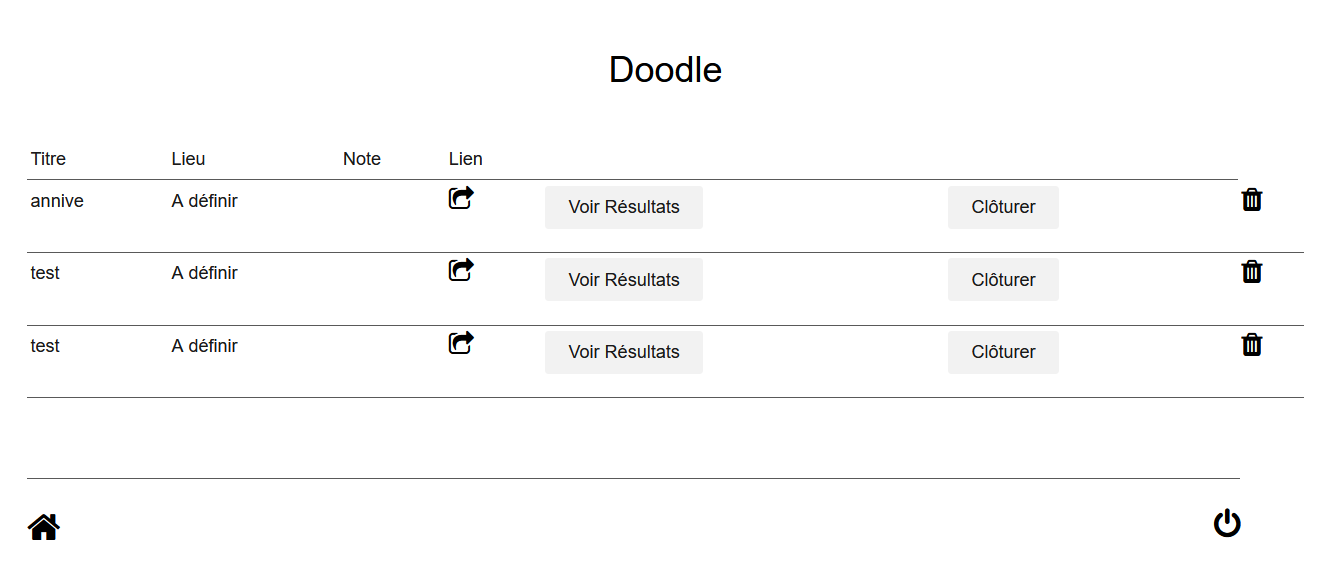 Doodle
Titre Lieu Note Lien
annive A définir Voir Résultats Clôturer
test A définir Voir Résultats Clôturer
test A définir Voir Résultats Clôturer